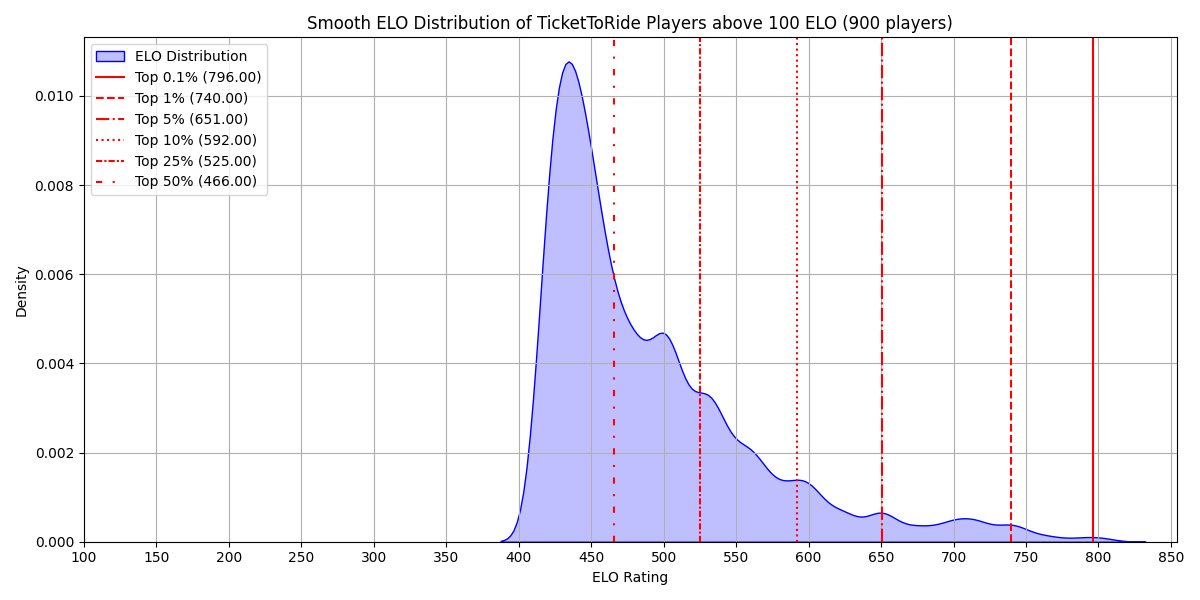 Smooth ELO Distribution of TicketToRide Players above 100 ELO (900 players)
ELO Distribution
Top 0.1% (796.00)
Top 1% (740.00)
Top 5% (651.00)
Top 10% (592.00)
Top 25% (525.00)
Top 50% (466.00)
Density
0.010
0.008
0.006
0.004
0.002
0.000
100 150 200 250 300 350 400 450 500 550 600 650 700 750 800 850
ELO Rating